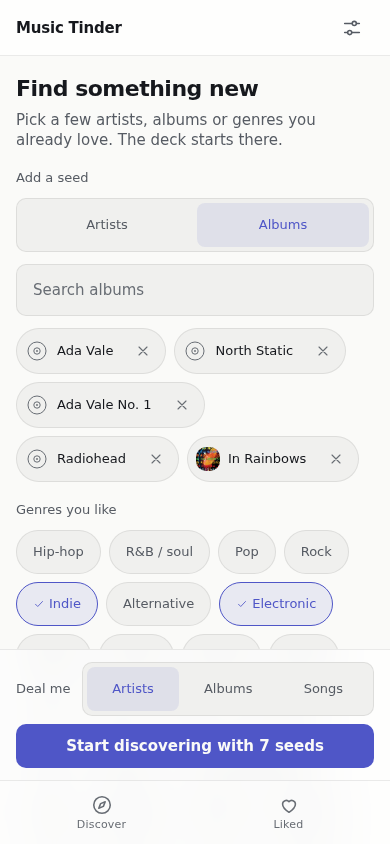 Music Tinder
Find something new
Pick a few artists, albums or genres you
already love. The deck starts there.
Add a seed
Artists
Albums
Search albums
Ada Vale
North Static
Ada Vale No. 1
Radiohead
In Rainbows
Genres you like
Hip-hop
R&B / soul
Pop
Rock
Indie
Alternative
Electronic
Deal me
Artists
Albums
Songs
Start discovering with 7 seeds
Discover
Liked